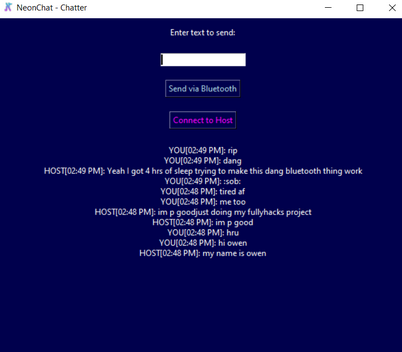 NeonChat - Chatter
Enter text to send:
Send via Bluetooth
Connect to Host
YOU[02:49 PM]: rip
YOU[02:49 PM]: dang
HOST[02:49 PM]: Yeah I got 4 hrs of sleep trying to make this dang bluetooth thing work
YOU[02:49 PM]: :sob:
YOU[02:48 PM]: tired af
YOU[02:48 PM]: me too
HOST[02:48 PM]: im p goodjust doing my fullyhacks project
HOST[02:48 PM]: im p good
YOU[02:48 PM]: hru
YOU[02:48 PM]: hi owen
HOST[02:48 PM]: my name is owen